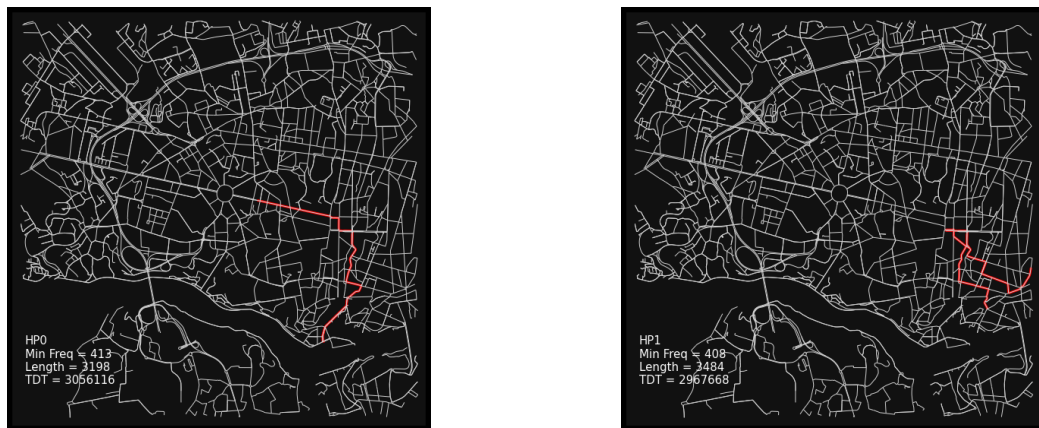 HP0
Min Freq = 413
Length = 3198
TDT = 3056116
HP1
Min Freq = 408
Length = 3484
TDT = 2967668